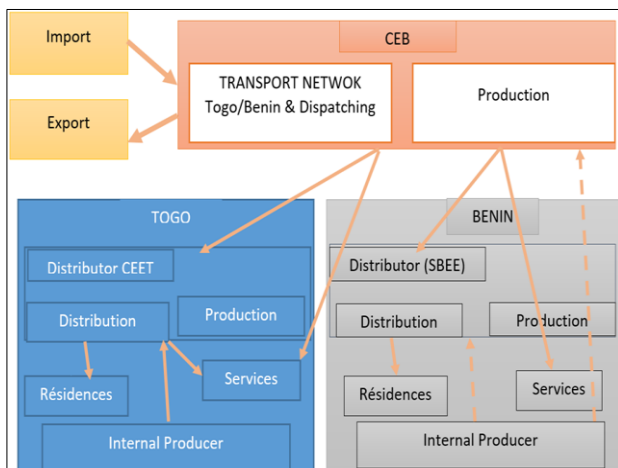 Import
CEB
TRANSPORT NETWOK
Togo/Benin & Dispatching
Production
Export
TOGO
Distributor CEET
Distribution
Production
Résidences
Services
Internal Producer
BENIN
Distributor (SBEE)
Distribution
Production
Résidences
Services
Internal Producer